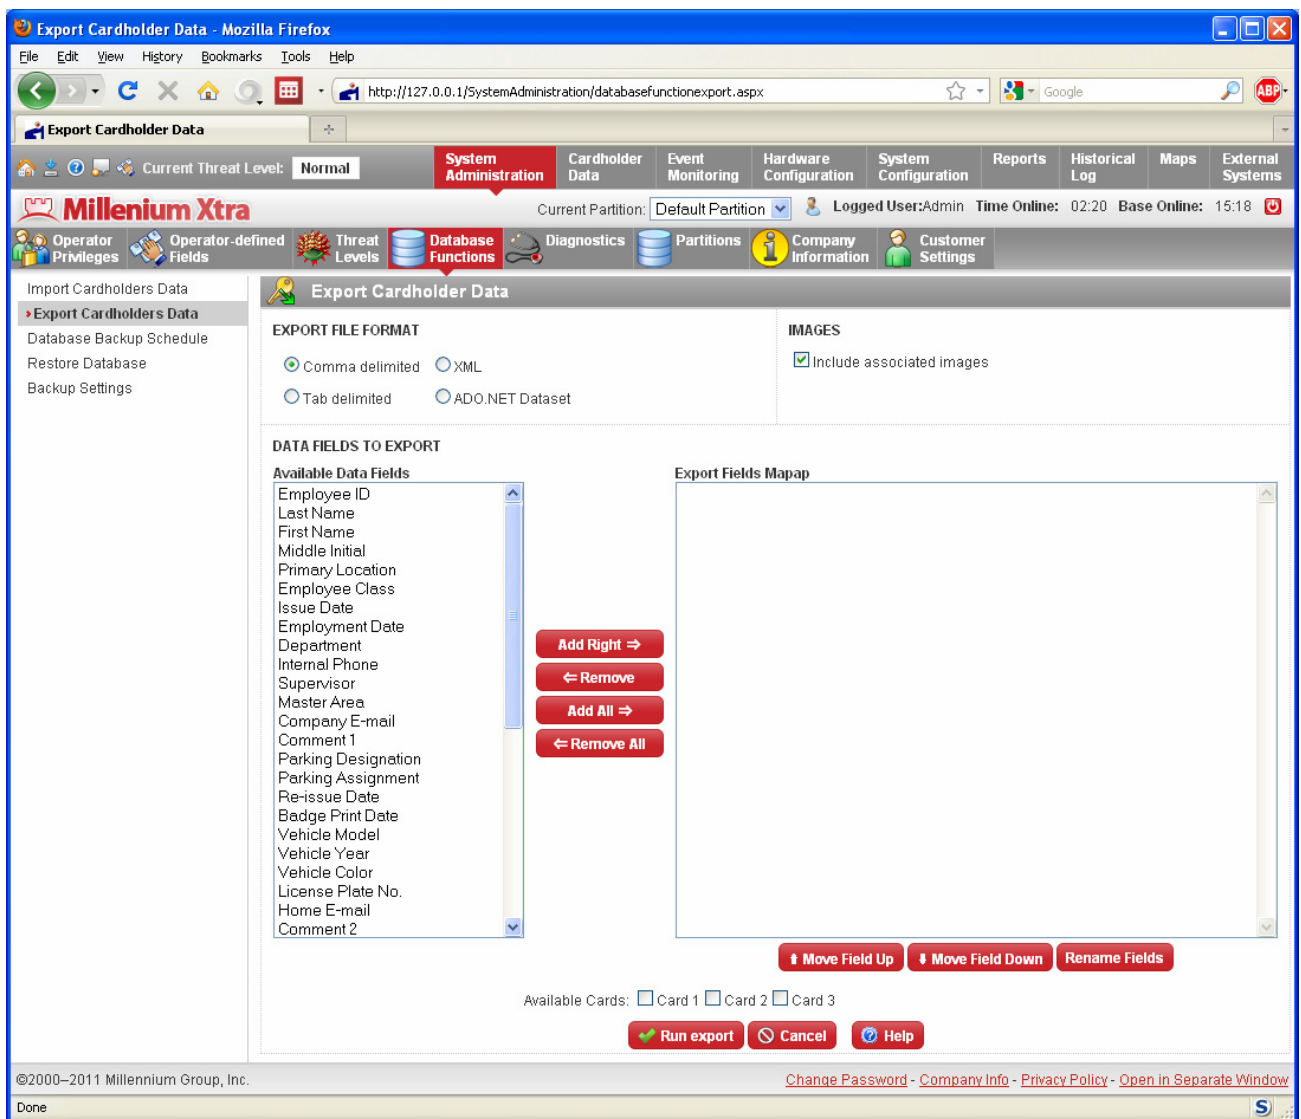 Export Cardholder Data - Mozilla Firefox
File Edit View History Bookmarks Tools Help
http://127.0.0.1/SystemAdministration/databasefunctionexport.aspx
Google
ABP
Export Cardholder Data
Current Threat Level: Normal
System Administration
Cardholder Data
Event Monitoring
Hardware Configuration
System Configuration
Reports
Historical Log
Maps
External Systems
Millenium Xtra
Current Partition: Default Partition
Logged User:Admin Time Online: 02:20 Base Online: 15:18
Operator Privileges
Operator-defined Fields
Threat Levels
Database Functions
Diagnostics
Partitions
Company Information
Customer Settings
Import Cardholders Data
Export Cardholders Data
Database Backup Schedule
Restore Database
Backup Settings
Export Cardholder Data
EXPORT FILE FORMAT
Comma delimited
XML
Tab delimited
ADO.NET Dataset
IMAGES
Include associated images
DATA FIELDS TO EXPORT
Available Data Fields
Employee ID
Last Name
First Name
Middle Initial
Primary Location
Employee Class
Issue Date
Employment Date
Department
Internal Phone
Supervisor
Master Area
Company E-mail
Comment 1
Parking Designation
Parking Assignment
Re-issue Date
Badge Print Date
Vehicle Model
Vehicle Year
Vehicle Color
License Plate No.
Home E-mail
Comment 2
Add Right ⇒
⇐ Remove
Add All ⇒
⇐ Remove All
Export Fields Mapap
Move Field Up
Move Field Down
Rename Fields
Available Cards: Card 1 Card 2 Card 3
Run export
Cancel
Help
©2000–2011 Millennium Group, Inc.
Change Password - Company Info - Privacy Policy - Open in Separate Window
Done
S